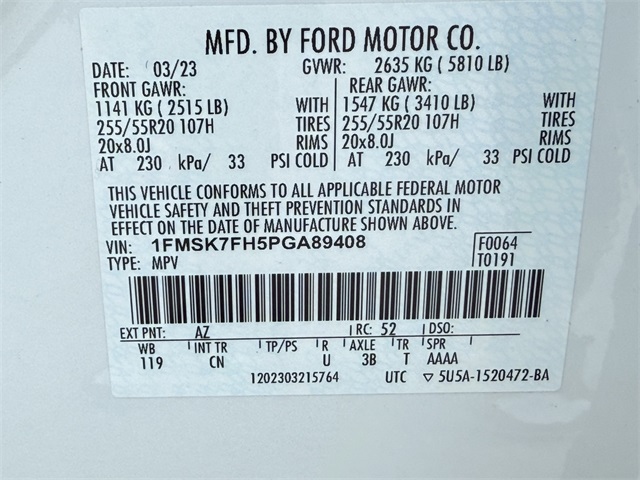 MFD. BY FORD MOTOR CO.
DATE: 03/23 GVWR: 2635 KG ( 5810 LB)
FRONT GAWR: REAR GAWR:
1141 KG ( 2515 LB) WITH 1547 KG ( 3410 LB) WITH
255/55R20 107H TIRES 255/55R20 107H TIRES
20x8.0J RIMS 20x8.0J RIMS
AT 230 kPa/ 33 PSI COLD AT 230 kPa/ 33 PSI COLD
THIS VEHICLE CONFORMS TO ALL APPLICABLE FEDERAL MOTOR
VEHICLE SAFETY AND THEFT PREVENTION STANDARDS IN
EFFECT ON THE DATE OF MANUFACTURE SHOWN ABOVE.
VIN: 1FMSK7FH5PGA89408 F0064
TYPE: MPV T0191
EXT PNT: AZ RC: 52 DSO:
WB INT TR TP/PS R AXLE TR SPR
119 CN U 3B T AAAA
1202303215764 UTC ▽ 5U5A-1520472-BA